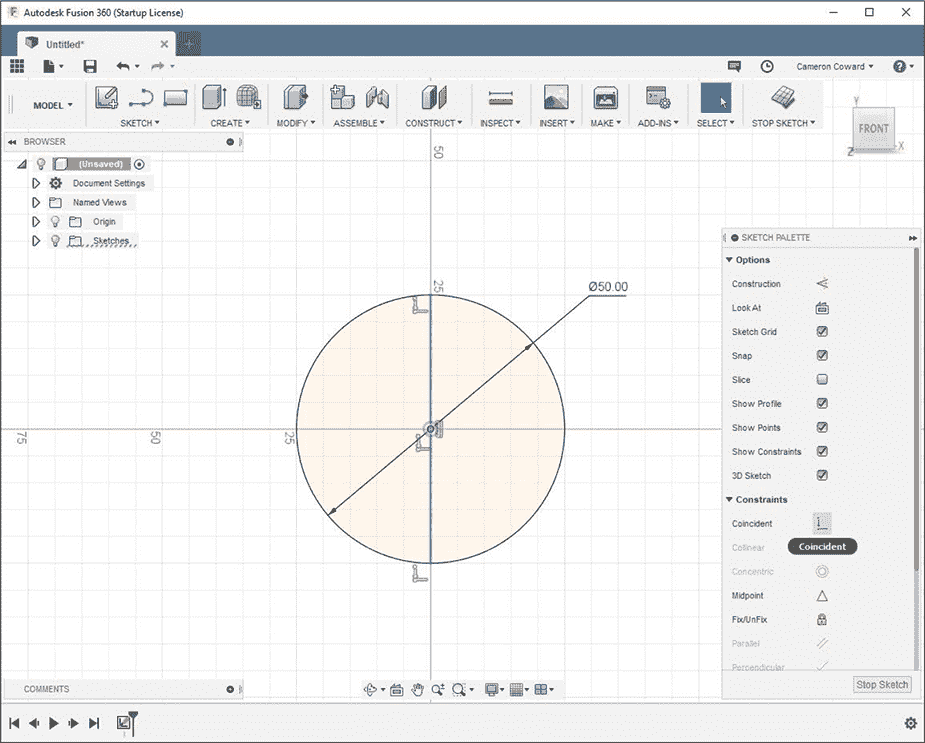 Autodesk Fusion 360 (Startup License)
Untitled*
Cameron Coward
MODEL
SKETCH
CREATE
MODIFY
ASSEMBLE
CONSTRUCT
INSPECT
INSERT
MAKE
ADD-INS
SELECT
STOP SKETCH
Y
FRONT
X
Z
BROWSER
(Unsaved)
Document Settings
Named Views
Origin
Sketches
50
25
Ø50.00
75
50
25
SKETCH PALETTE
Options
Construction
Look At
Sketch Grid
Snap
Slice
Show Profile
Show Points
Show Constraints
3D Sketch
Constraints
Coincident
Collinear
Coincident
Concentric
Midpoint
Fix/UnFix
Parallel
Perpendicular
Stop Sketch
COMMENTS